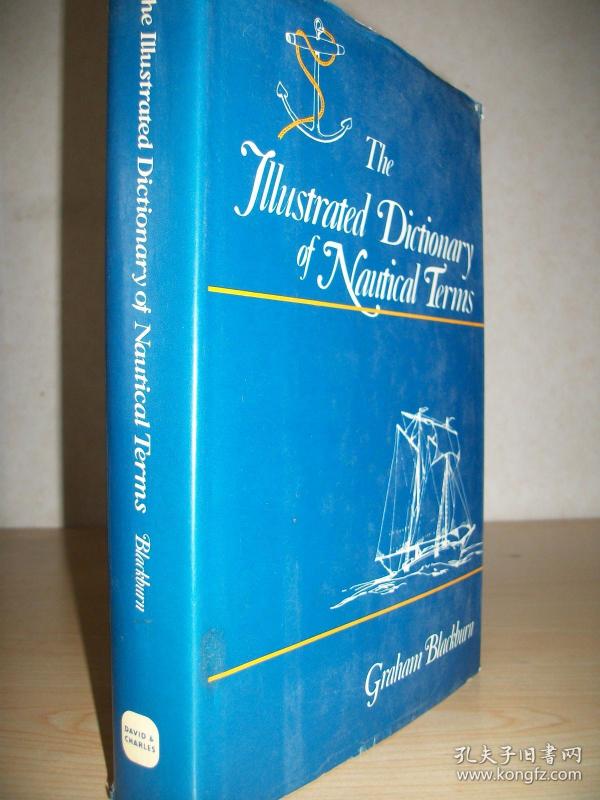 The Illustrated Dictionary of Nautical Terms Blackburn
DAVID &
CHARLES
The
Illustrated Dictionary
of Nautical Terms
Graham Blackburn
孔夫子旧書网
www.kongfz.com